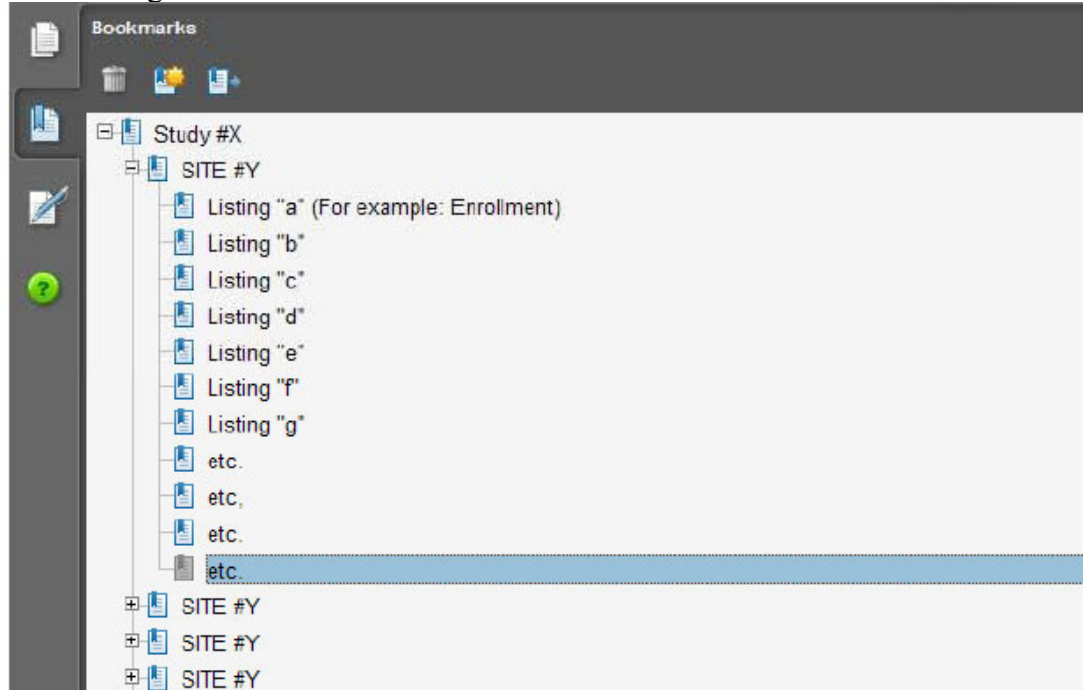 Bookmarks
Study #X
SITE #Y
Listing "a" (For example: Enrollment)
Listing "b"
Listing "c"
Listing "d"
Listing "e"
Listing "f"
Listing "g"
etc.
etc,
etc.
etc.
SITE #Y
SITE #Y
SITE #Y